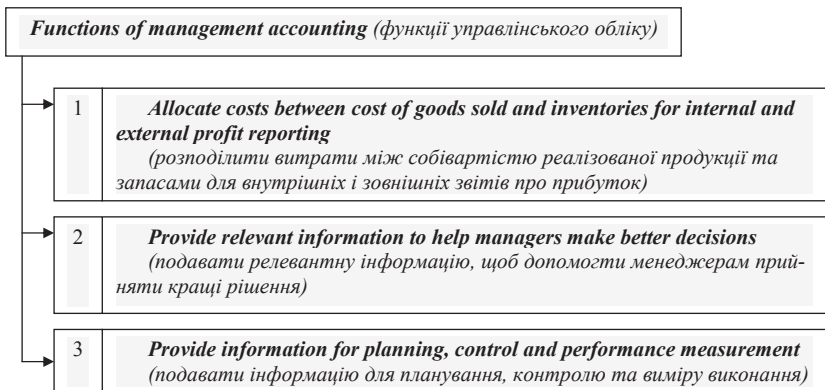 Functions of management accounting (функції управлінського обліку)
1 Allocate costs between cost of goods sold and inventories for internal and
external profit reporting
(розподілити витрати між собівартістю реалізованої продукції та
запасами для внутрішніх і зовнішніх звітів про прибуток)
2 Provide relevant information to help managers make better decisions
(подавати релевантну інформацію, щоб допомогти менеджерам прий-
няти кращі рішення)
3 Provide information for planning, control and performance measurement
(подавати інформацію для планування, контролю та виміру виконання)